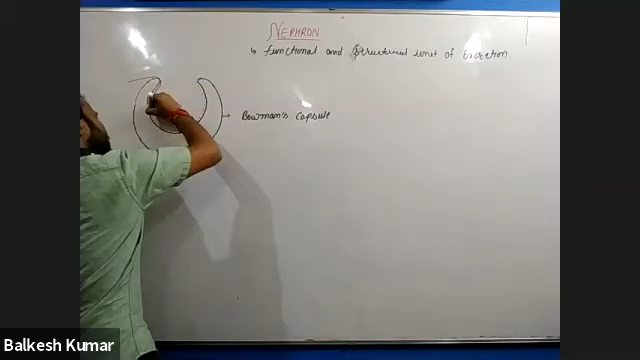 NEPHRON
↳ functional and structural unit of Excretion
→ Bowman's capsule
Balkesh Kumar